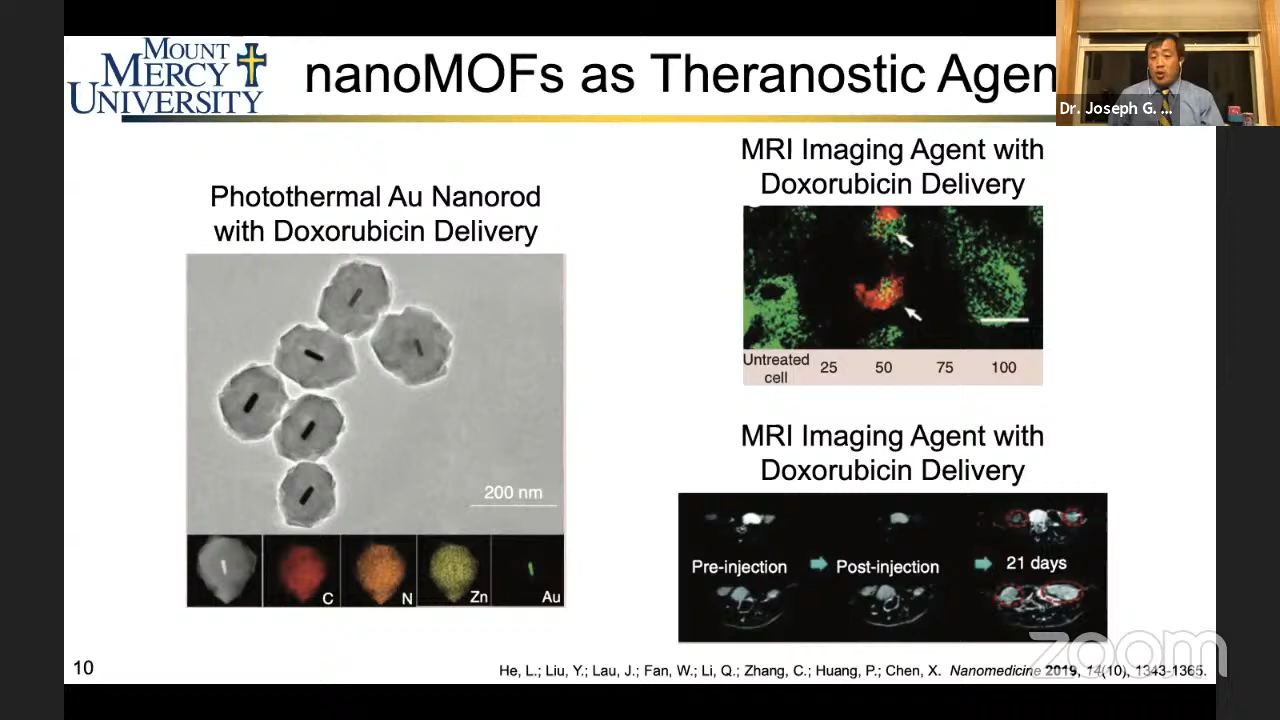 MOUNT
MERCY
UNIVERSITY
nanoMOFs as Theranostic Agen
Dr. Joseph G. ...
Photothermal Au Nanorod
with Doxorubicin Delivery
200 nm
C
N
Zn
Au
MRI Imaging Agent with
Doxorubicin Delivery
Untreated
cell
25
50
75
100
MRI Imaging Agent with
Doxorubicin Delivery
Pre-injection
Post-injection
21 days
10
He, L.; Liu, Y.; Lau, J.; Fan, W.; Li, Q.; Zhang, C.; Huang, P.; Chen, X. Nanomedicine 2019, 14(10), 1343-1365.
zoom